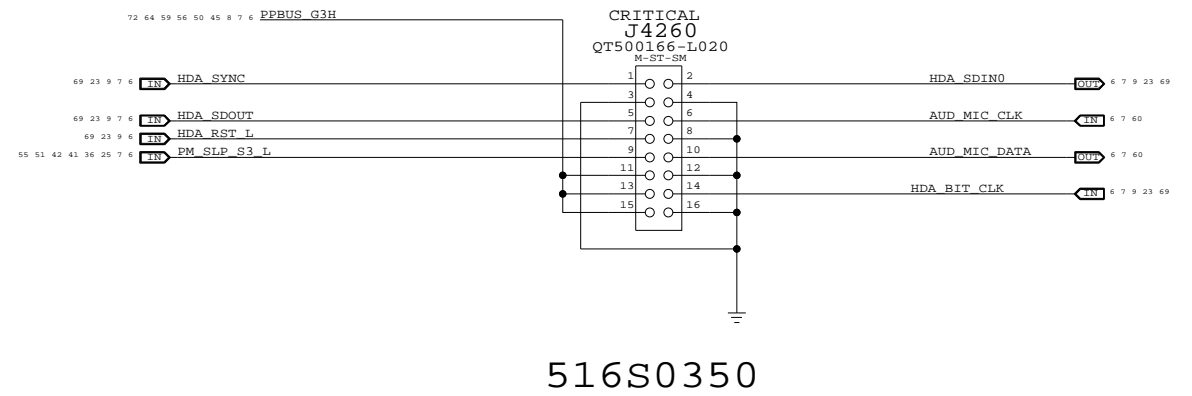 72 64 59 56 50 45 8 7 6 PPBUS_G3H
CRITICAL
J4260
QT500166-L020
M-ST-SM
69 23 9 7 6 IN HDA_SYNC 1 2 HDA_SDIN0 OUT 6 7 9 23 69
3 4
69 23 9 7 6 IN HDA_SDOUT 5 6 AUD_MIC_CLK IN 6 7 60
69 23 9 6 IN HDA_RST_L 7 8
55 51 42 41 36 25 7 6 IN PM_SLP_S3_L 9 10 AUD_MIC_DATA OUT 6 7 60
11 12
13 14 HDA_BIT_CLK IN 6 7 9 23 69
15 16
516S0350